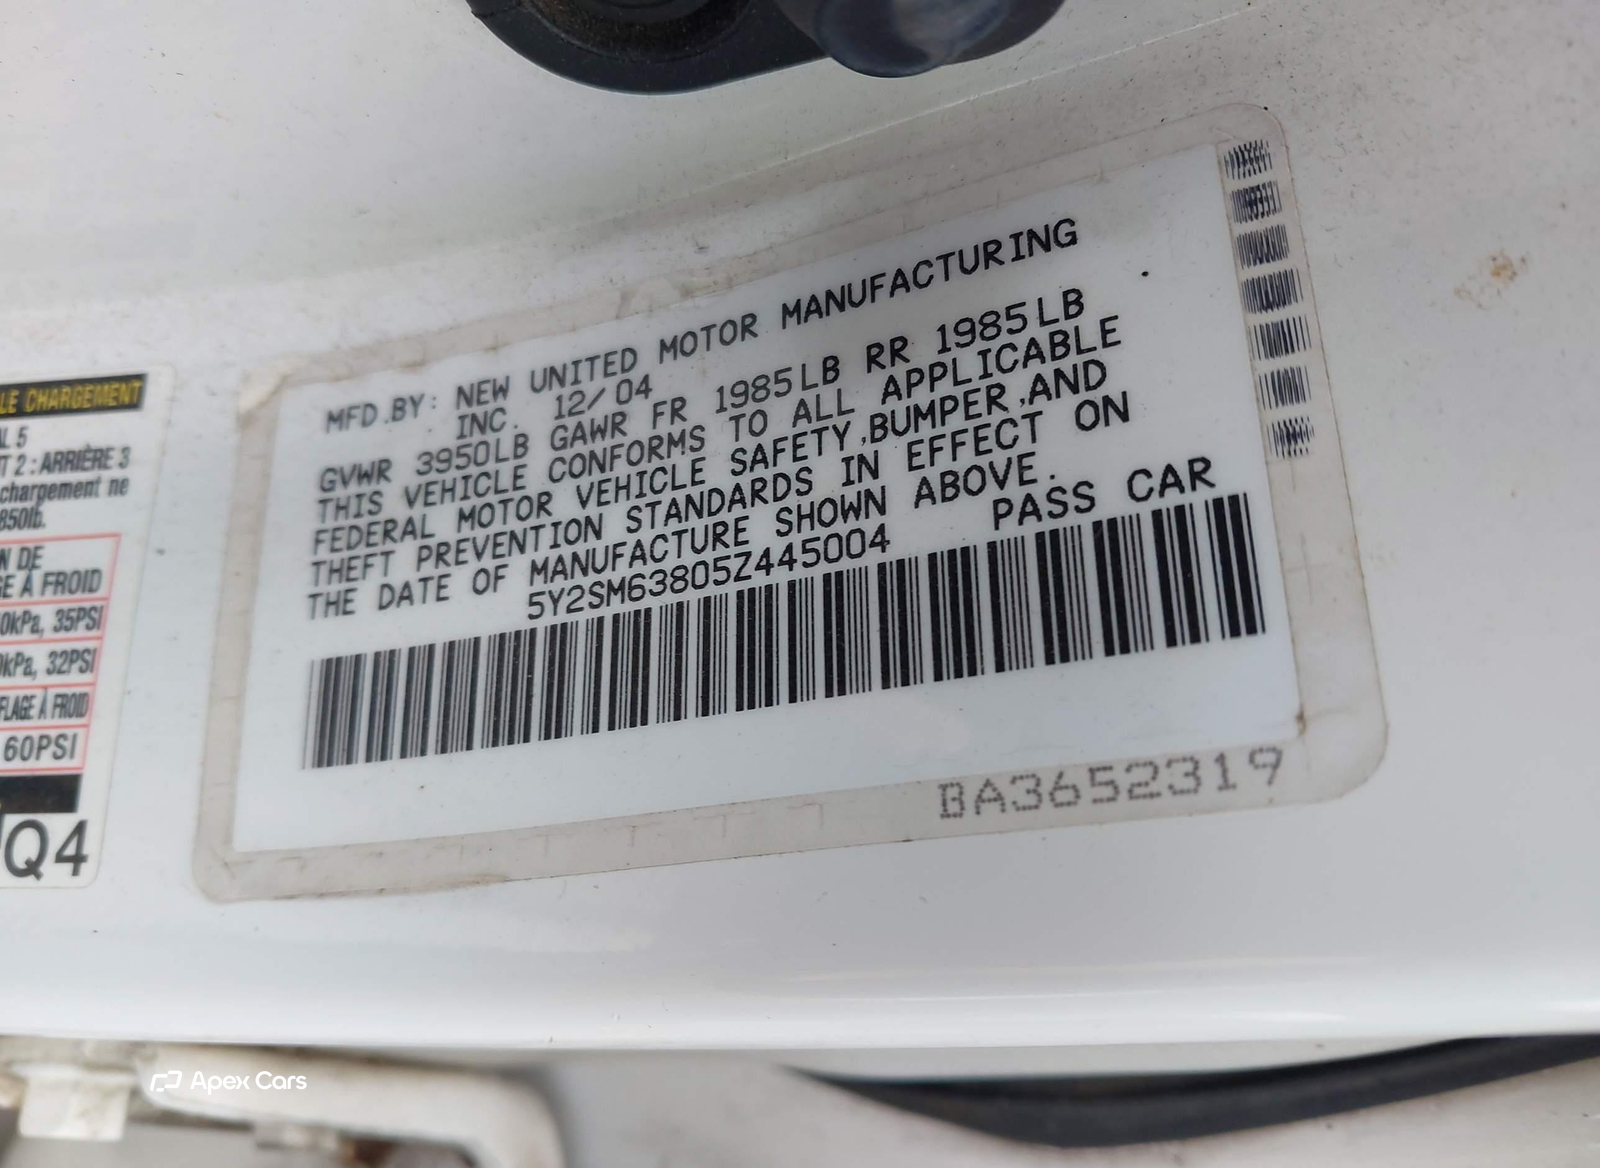 LE CHARGEMENT
L 5
T 2 : ARRIÈRE 3
chargement ne
850lb.
N DE
GE À FROID
0kPa, 35PSI
0kPa, 32PSI
FLAGE À FROID
60PSI
Q4
MFD.BY: NEW UNITED MOTOR MANUFACTURING
INC. 12/04
GVWR 3950LB GAWR FR 1985LB RR 1985LB
THIS VEHICLE CONFORMS TO ALL APPLICABLE
FEDERAL MOTOR VEHICLE SAFETY,BUMPER,AND
THEFT PREVENTION STANDARDS IN EFFECT ON
THE DATE OF MANUFACTURE SHOWN ABOVE.
5Y2SM63805Z445004 PASS CAR
BA3652319
Apex Cars